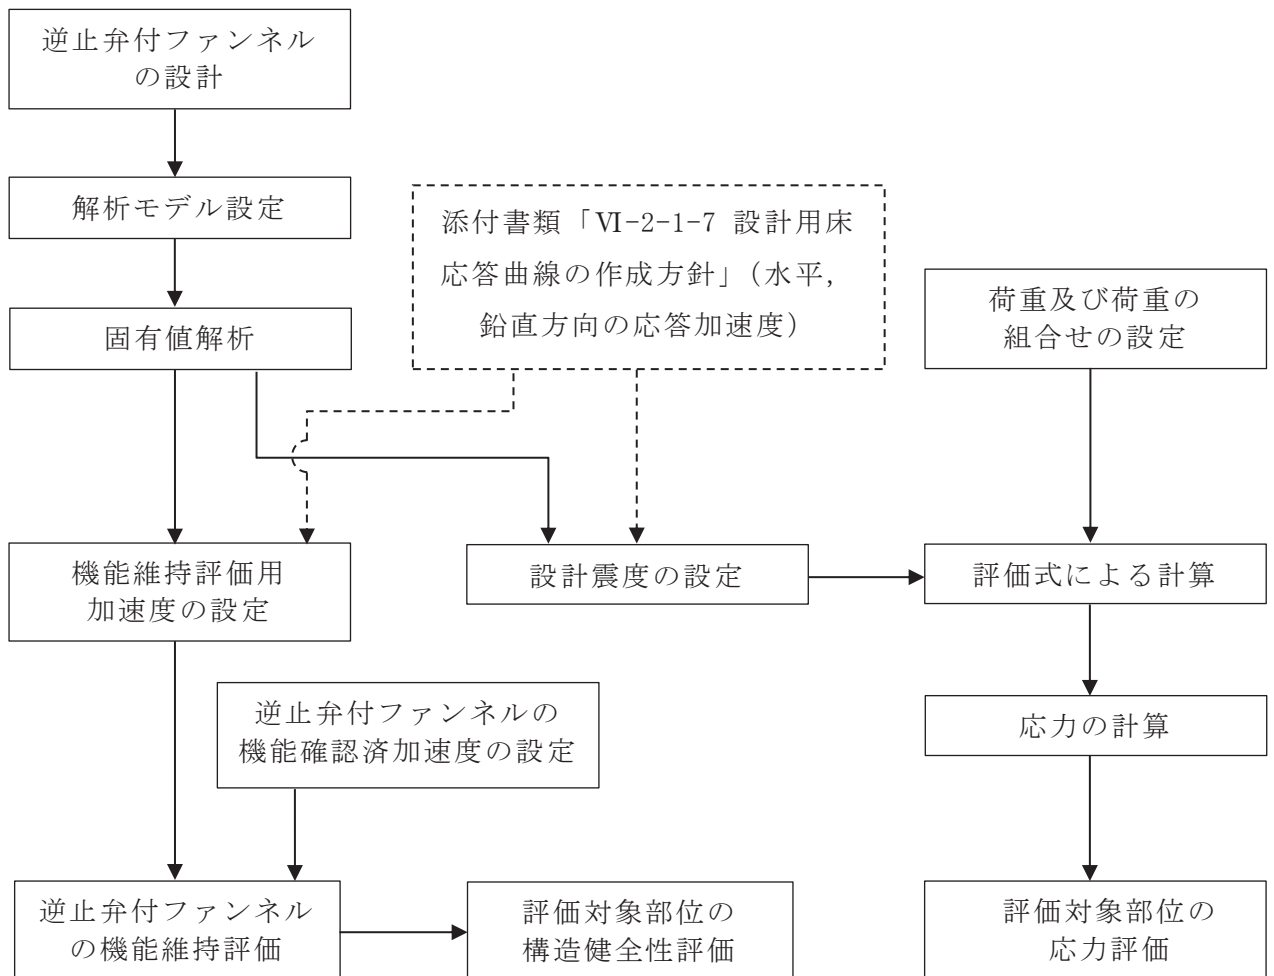 逆止弁付ファンネル
の設計
解析モデル設定
固有値解析
添付書類「Ⅵ-2-1-7 設計用床
応答曲線の作成方針」（水平，
鉛直方向の応答加速度）
荷重及び荷重の
組合せの設定
機能維持評価用
加速度の設定
設計震度の設定
評価式による計算
逆止弁付ファンネルの
機能確認済加速度の設定
応力の計算
逆止弁付ファンネル
の機能維持評価
評価対象部位の
構造健全性評価
評価対象部位の
応力評価